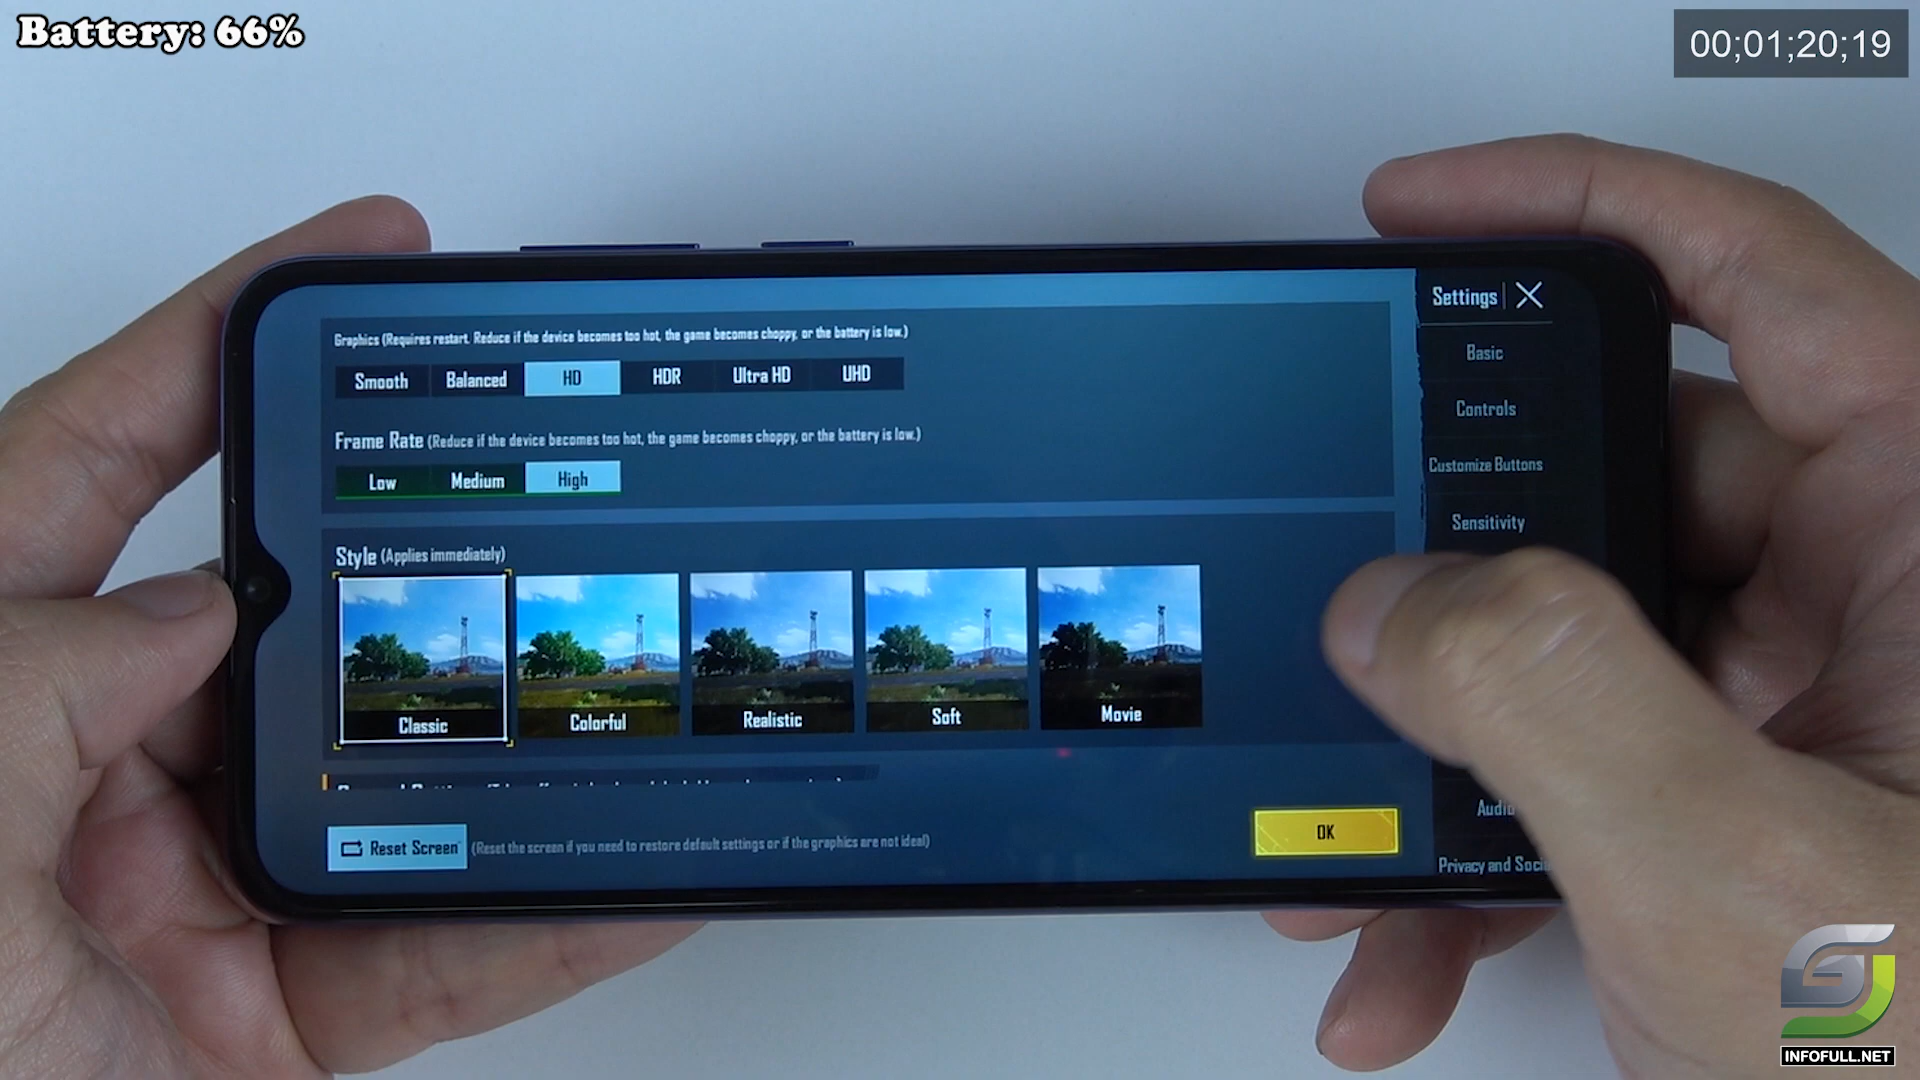 Battery: 66%
00;01;20;19
Settings
Graphics (Requires restart. Reduce if the device becomes too hot, the game becomes choppy, or the battery is low.)
Smooth Balanced HD HDR Ultra HD UHD
Frame Rate (Reduce if the device becomes too hot, the game becomes choppy, or the battery is low.)
Low Medium High
Style (Applies immediately)
Classic Colorful Realistic Soft Movie
Reset Screen (Reset the screen if you need to restore default settings or if the graphics are not ideal)
OK
Basic
Controls
Customize Buttons
Sensitivity
Audio
Privacy and Soci
INFOFULL.NET